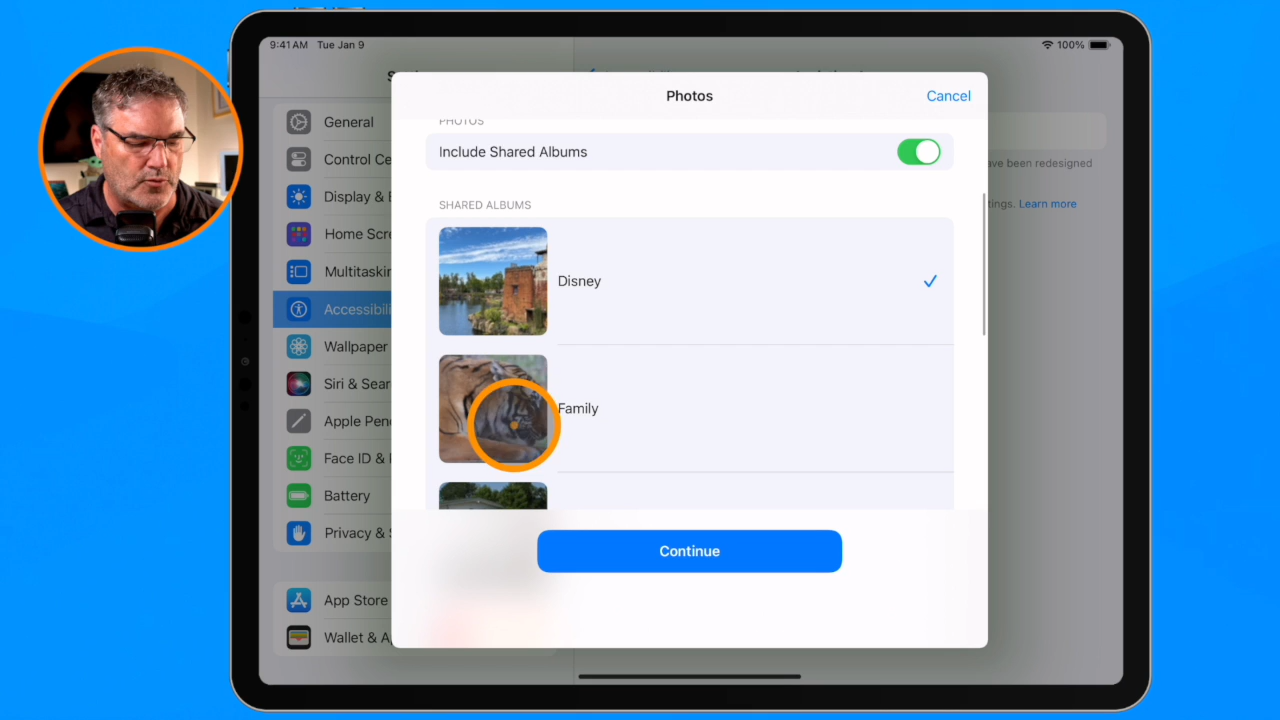 9:41 AM Tue Jan 9
100%
Photos
Cancel
General
Control Ce
Display &
Home Scre
Multitaskin
Accessibili
Wallpaper
Siri & Sear
Apple Pen
Face ID &
Battery
Privacy &
App Store
Wallet & A
PHOTOS
Include Shared Albums
SHARED ALBUMS
Disney
Family
Continue
ave been redesigned
tings. Learn more